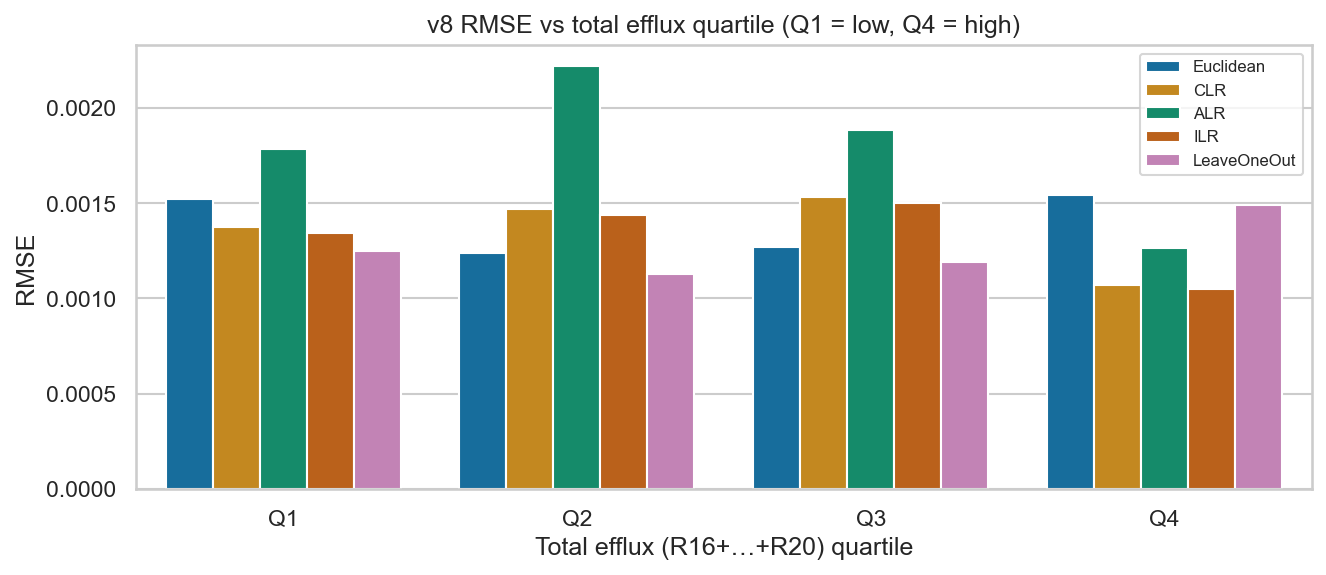 v8 RMSE vs total efflux quartile (Q1 = low, Q4 = high)
Euclidean
CLR
ALR
ILR
LeaveOneOut
RMSE
0.0020
0.0015
0.0010
0.0005
0.0000
Q1 Q2 Q3 Q4
Total efflux (R16+…+R20) quartile